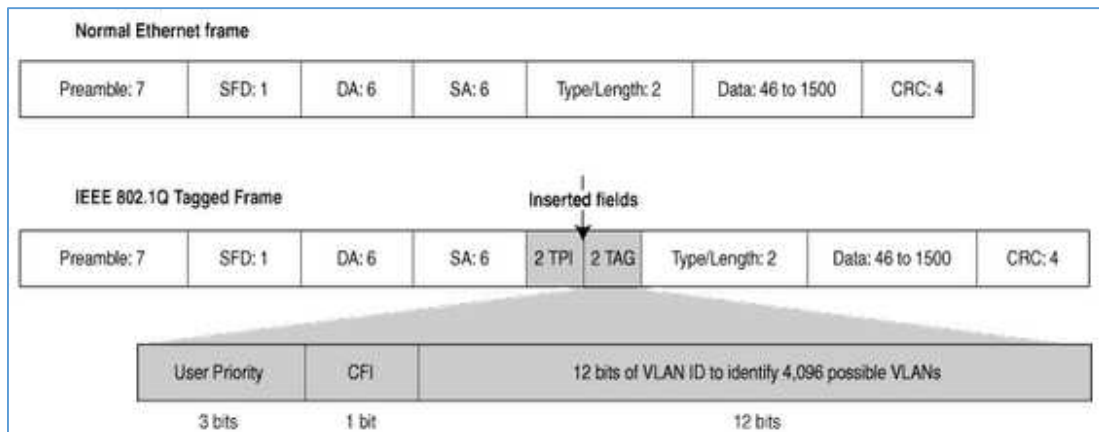 Normal Ethernet frame
Preamble: 7 SFD: 1 DA: 6 SA: 6 Type/Length: 2 Data: 46 to 1500 CRC: 4
IEEE 802.1Q Tagged Frame Inserted fields
Preamble: 7 SFD: 1 DA: 6 SA: 6 2 TPI 2 TAG Type/Length: 2 Data: 46 to 1500 CRC: 4
User Priority CFI 12 bits of VLAN ID to identify 4,096 possible VLANs
3 bits 1 bit 12 bits